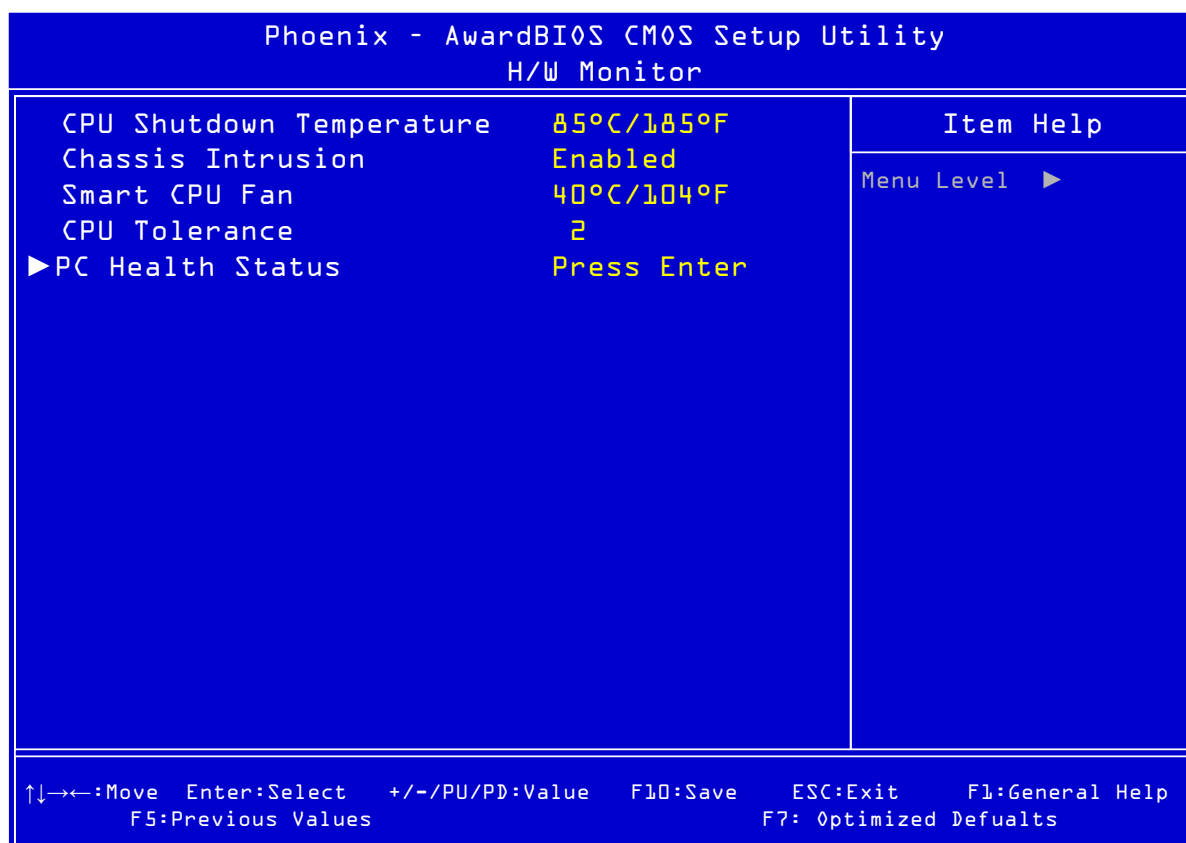 Phoenix - AwardBIOS CMOS Setup Utility
H/W Monitor
CPU Shutdown Temperature 85°C/185°F
Chassis Intrusion Enabled
Smart CPU Fan 40°C/104°F
CPU Tolerance 2
►PC Health Status Press Enter
Item Help
Menu Level ►
↑↓→←:Move Enter:Select +/-/PU/PD:Value F10:Save ESC:Exit F1:General Help
F5:Previous Values F7: Optimized Defualts